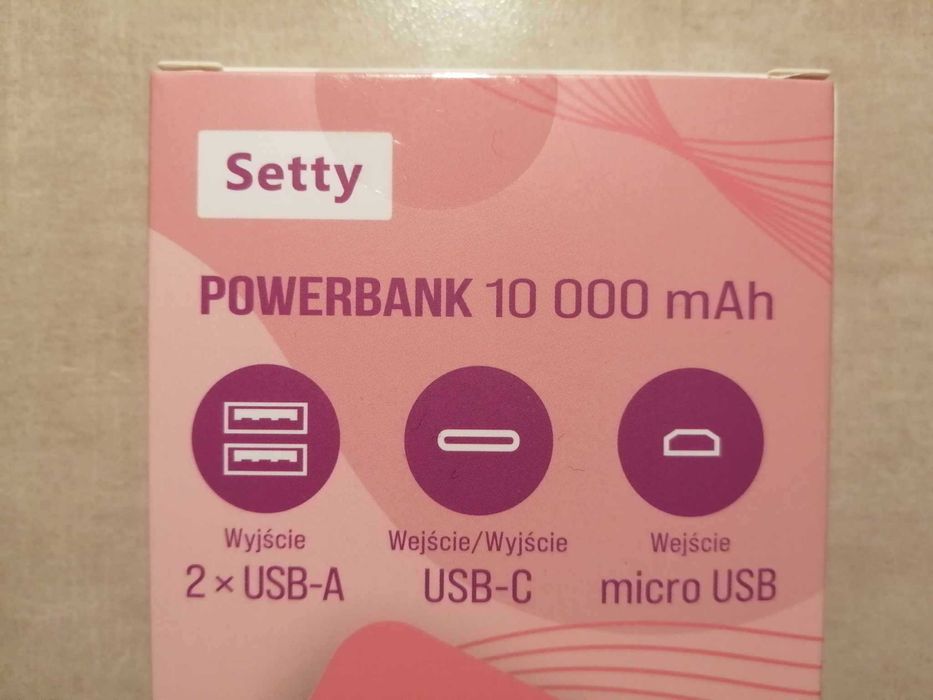 Setty
POWERBANK 10 000 mAh
Wyjście
2 × USB-A
Wejście/Wyjście
USB-C
Wejście
micro USB